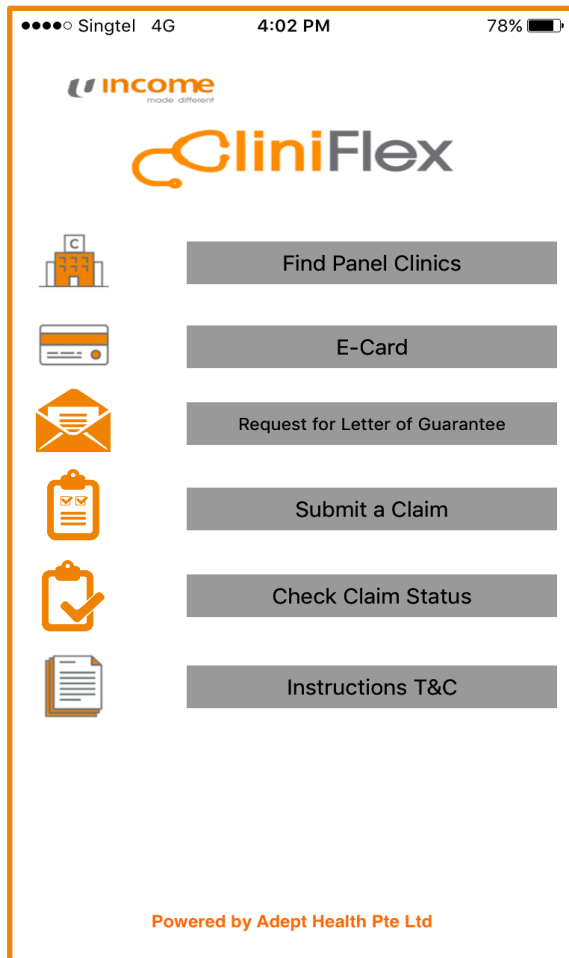 Singtel 4G 4:02 PM 78%
income
made different
CliniFlex
C
Find Panel Clinics
E-Card
Request for Letter of Guarantee
Submit a Claim
Check Claim Status
Instructions T&C
Powered by Adept Health Pte Ltd